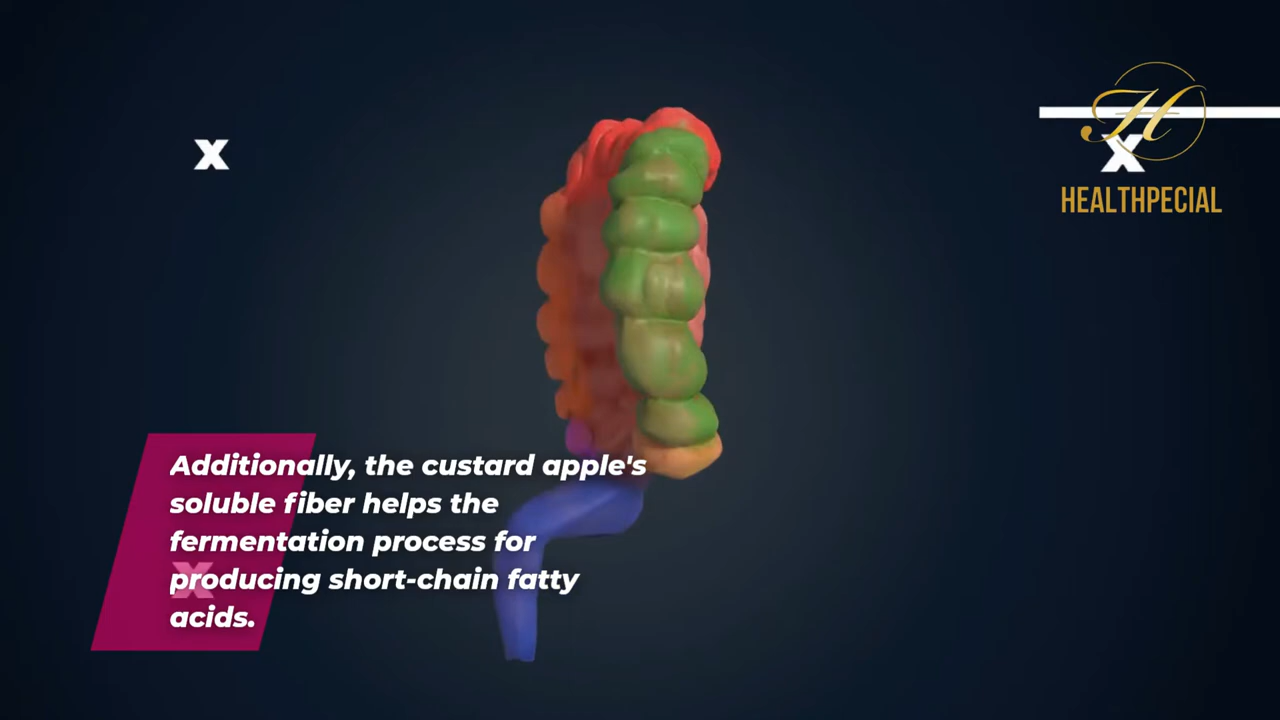 X
H
X
HEALTHPECIAL
Additionally, the custard apple's
soluble fiber helps the
fermentation process for
producing short-chain fatty
acids.
X